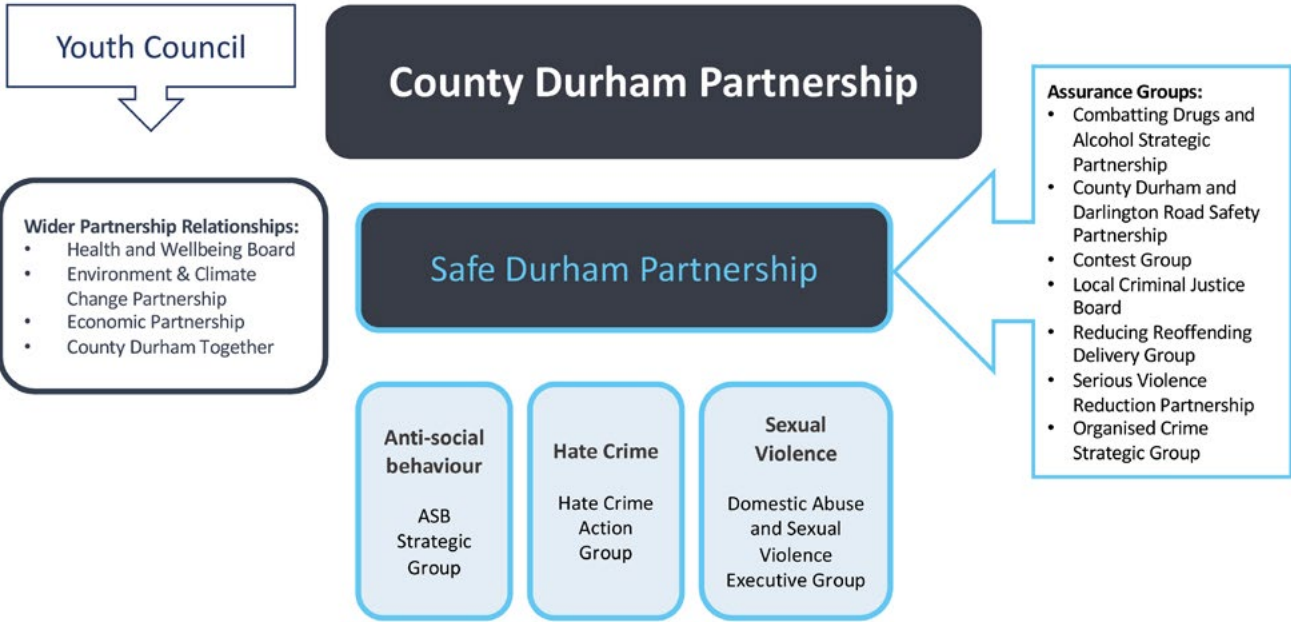 Youth Council
County Durham Partnership
Wider Partnership Relationships:
• Health and Wellbeing Board
• Environment & Climate
Change Partnership
• Economic Partnership
• County Durham Together
Safe Durham Partnership
Assurance Groups:
• Combatting Drugs and
Alcohol Strategic
Partnership
• County Durham and
Darlington Road Safety
Partnership
• Contest Group
• Local Criminal Justice
Board
• Reducing Reoffending
Delivery Group
• Serious Violence
Reduction Partnership
• Organised Crime
Strategic Group
Anti-social
behaviour
ASB
Strategic
Group
Hate Crime
Hate Crime
Action
Group
Sexual
Violence
Domestic Abuse
and Sexual
Violence
Executive Group